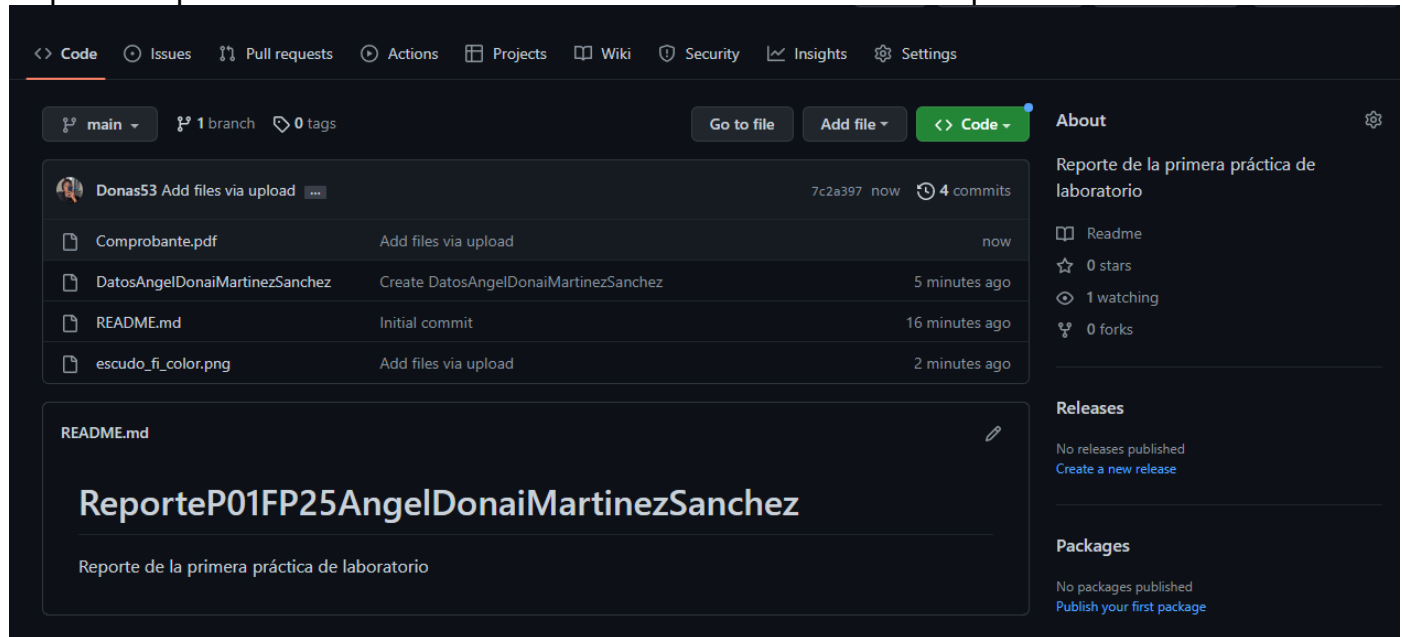 Code Issues Pull requests Actions Projects Wiki Security Insights Settings
main 1 branch 0 tags Go to file Add file Code
Donas53 Add files via upload ... 7c2a397 now 4 commits
Comprobante.pdf Add files via upload now
DatosAngelDonaiMartinezSanchez Create DatosAngelDonaiMartinezSanchez 5 minutes ago
README.md Initial commit 16 minutes ago
escudo_fi_color.png Add files via upload 2 minutes ago
README.md
ReporteP01FP25AngelDonaiMartinezSanchez
Reporte de la primera práctica de laboratorio
About
Reporte de la primera práctica de
laboratorio
Readme
0 stars
1 watching
0 forks
Releases
No releases published
Create a new release
Packages
No packages published
Publish your first package